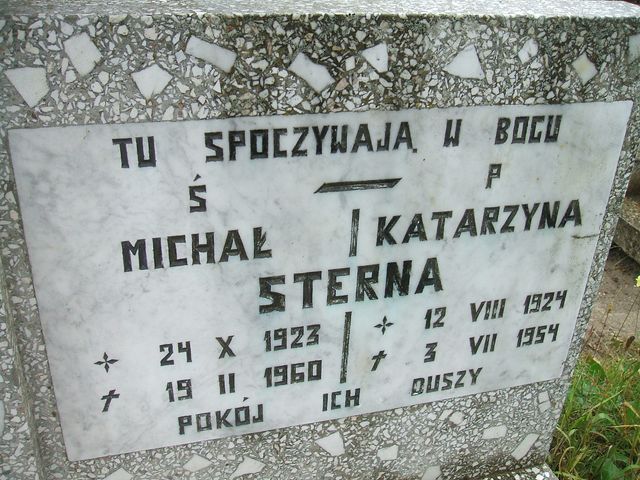 TU SPOCZYWAJĄ W BOGU
Ś — P
MICHAŁ | KATARZYNA
STERNA
24 X 1923 | 12 VIII 1924
† 19 II 1960 | † 3 VII 1954
POKÓJ ICH DUSZY